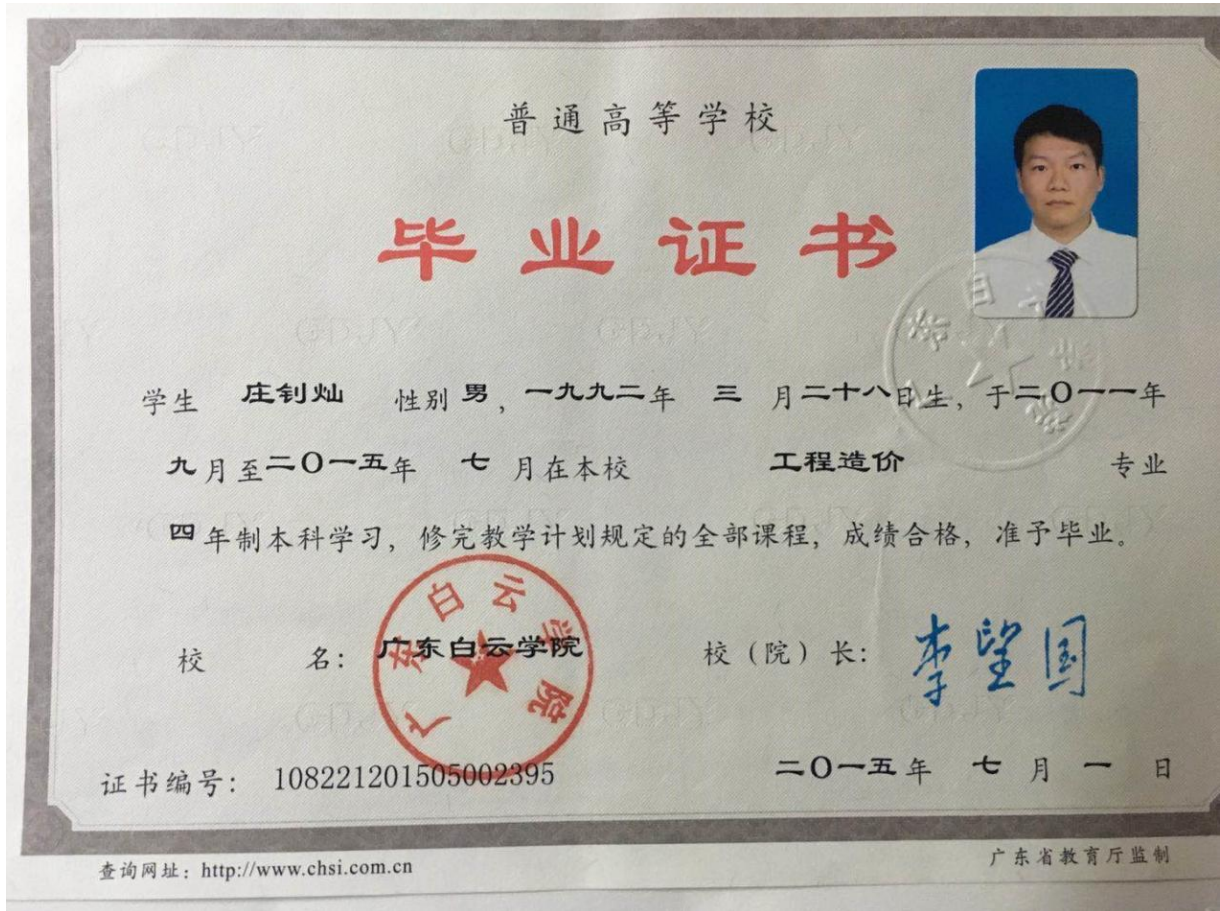 普通高等学校
毕业证书
学生 庄钊灿 性别 男，一九九二年 三 月二十八日生，于二〇一一年
九月至二〇一五年 七 月在本校 工程造价 专业
四年制本科学习，修完教学计划规定的全部课程，成绩合格，准予毕业。
广东白云学院
校 名：广东白云学院 校（院）长：李望国
证书编号：108221201505002395 二〇一五年 七 月 一 日
查询网址：http://www.chsi.com.cn 广东省教育厅监制